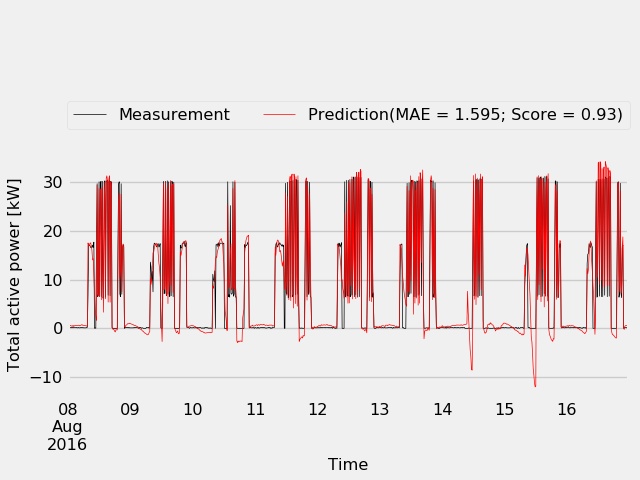 Measurement
Prediction(MAE = 1.595; Score = 0.93)
Total active power [kW]
30
20
10
0
−10
08 09 10 11 12 13 14 15 16
Aug
2016
Time